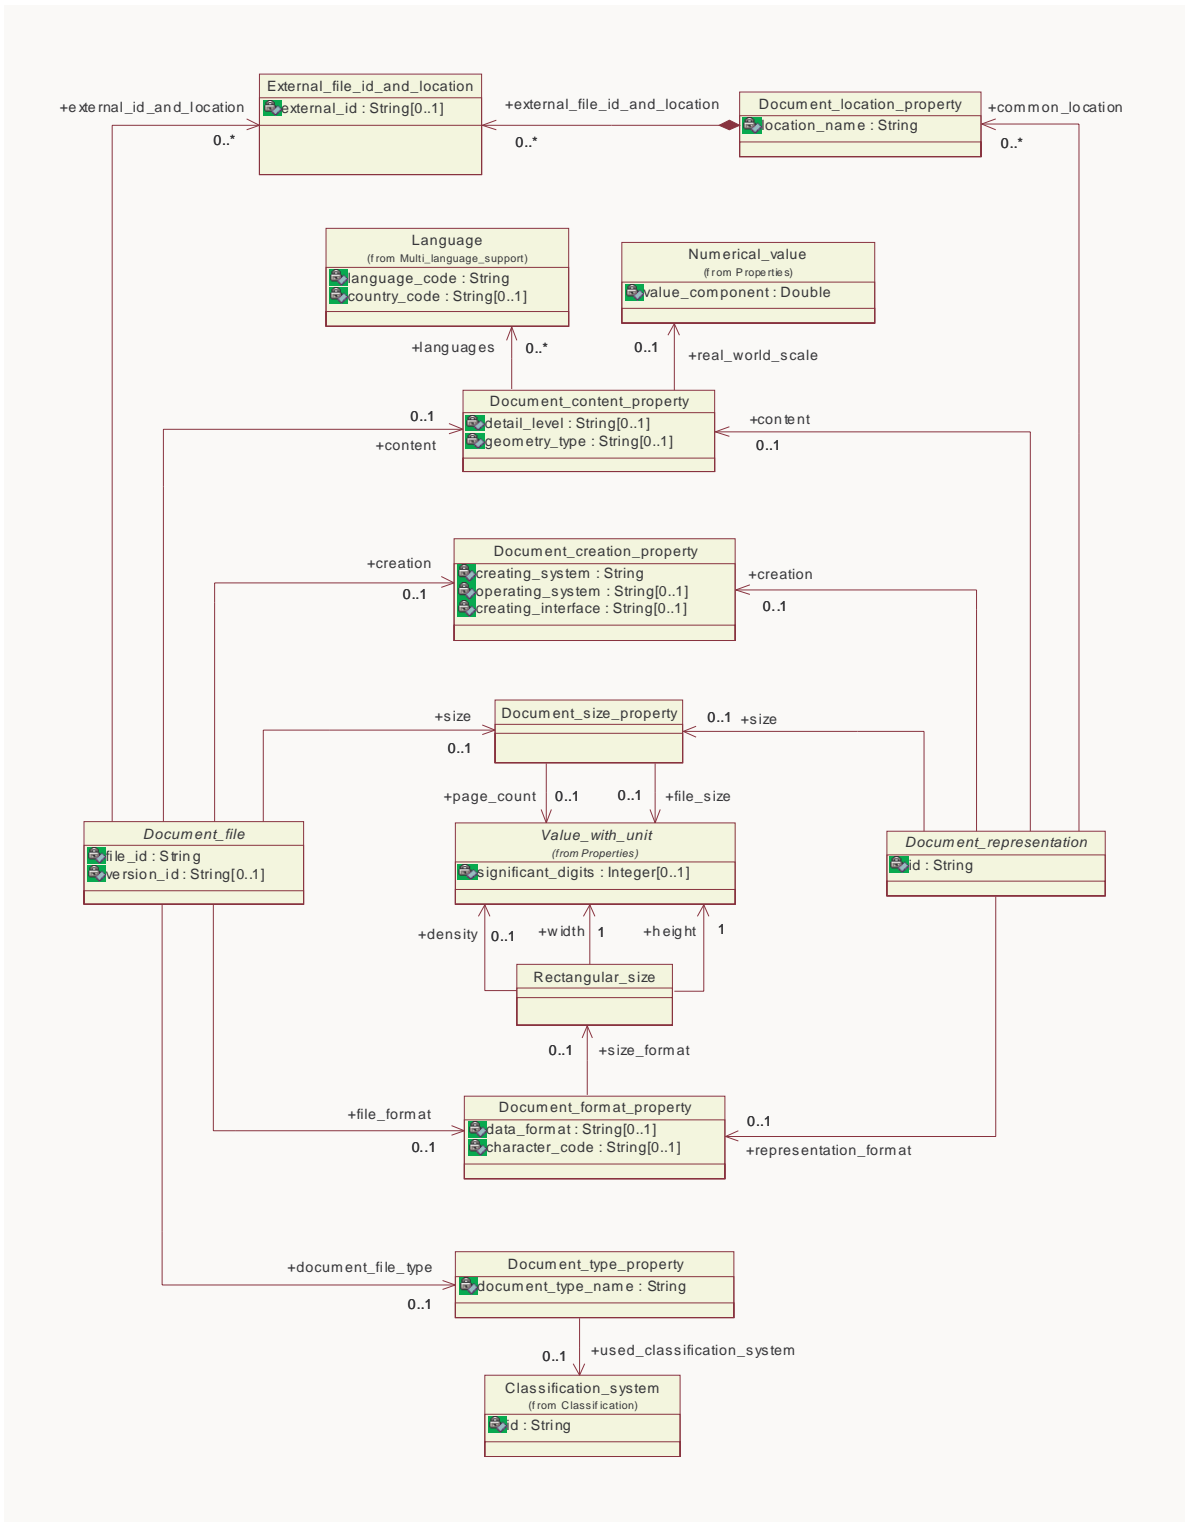 External_file_id_and_location
external_id : String[0..1]
+external_id_and_location
0..*
+external_file_id_and_location
0..*
Document_location_property
location_name : String
+common_location
0..*
Language
(from Multi_language_support)
language_code : String
country_code : String[0..1]
Numerical_value
(from Properties)
value_component : Double
+languages
0..*
0..1
+real_world_scale
Document_content_property
detail_level : String[0..1]
geometry_type : String[0..1]
0..1
+content
+content
0..1
Document_creation_property
creating_system : String
operating_system : String[0..1]
creating_interface : String[0..1]
+creation
0..1
+creation
0..1
Document_size_property
+size
0..1
0..1 +size
+page_count
0..1
0..1
+file_size
Document_file
file_id : String
version_id : String[0..1]
Value_with_unit
(from Properties)
significant_digits : Integer[0..1]
Document_representation
id : String
+density
0..1
+width
1
+height
1
Rectangular_size
0..1
+size_format
Document_format_property
data_format : String[0..1]
character_code : String[0..1]
+file_format
0..1
0..1
+representation_format
Document_type_property
document_type_name : String
+document_file_type
0..1
0..1
+used_classification_system
Classification_system
(from Classification)
id : String